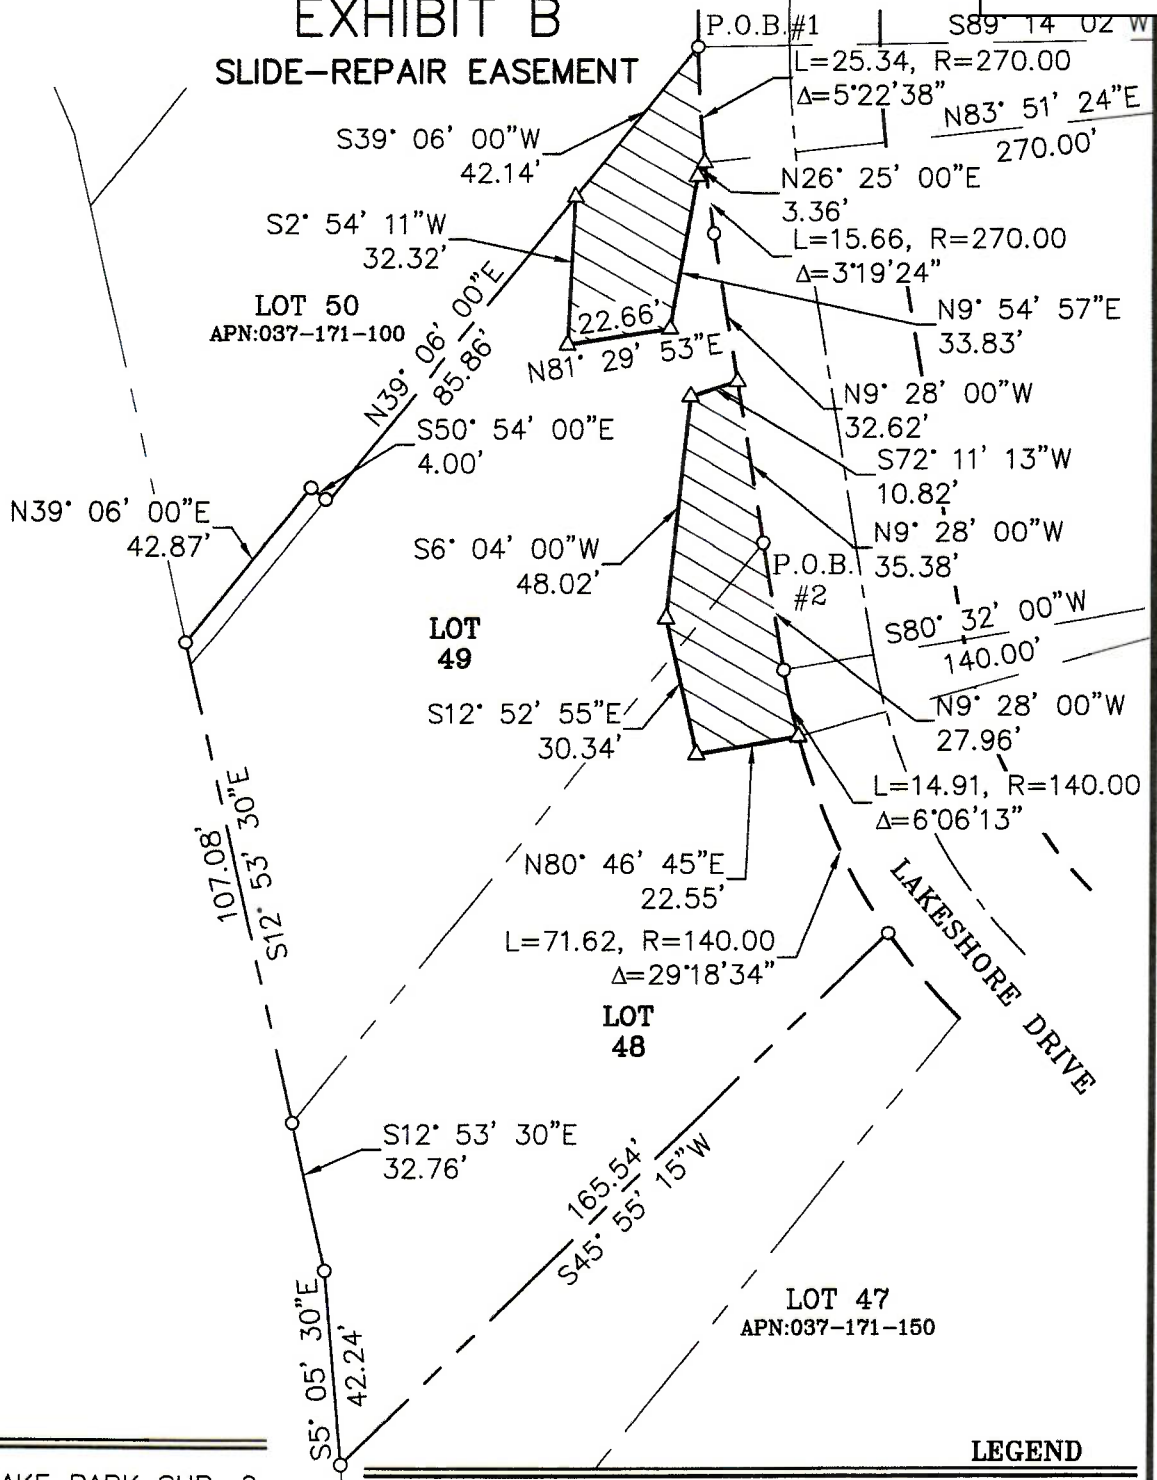 EXHIBIT B
SLIDE-REPAIR EASEMENT
P.O.B.#1
S89° 14' 02"W
L=25.34, R=270.00
Δ=5°22'38"
N83° 51' 24"E
270.00'
S39° 06' 00"W
42.14'
N26° 25' 00"E
3.36'
S2° 54' 11"W
32.32'
L=15.66, R=270.00
Δ=3°19'24"
LOT 50
APN:037-171-100
N39° 06' 00"E
85.86'
22.66'
N81° 29' 53"E
N9° 54' 57"E
33.83'
N9° 28' 00"W
32.62'
S50° 54' 00"E
4.00'
S72° 11' 13"W
10.82'
N39° 06' 00"E
42.87'
S6° 04' 00"W
48.02'
N9° 28' 00"W
35.38'
P.O.B.
#2
LOT
49
S80° 32' 00"W
140.00'
S12° 52' 55"E
30.34'
N9° 28' 00"W
27.96'
L=14.91, R=140.00
Δ=6°06'13"
107.08'
S12° 53' 30"E
N80° 46' 45"E
22.55'
L=71.62, R=140.00
Δ=29°18'34"
LAKESHORE DRIVE
LOT
48
S12° 53' 30"E
32.76'
165.54'
S45° 55' 15"W
S5° 05' 30"E
42.24'
LOT 47
APN:037-171-150
LEGEND